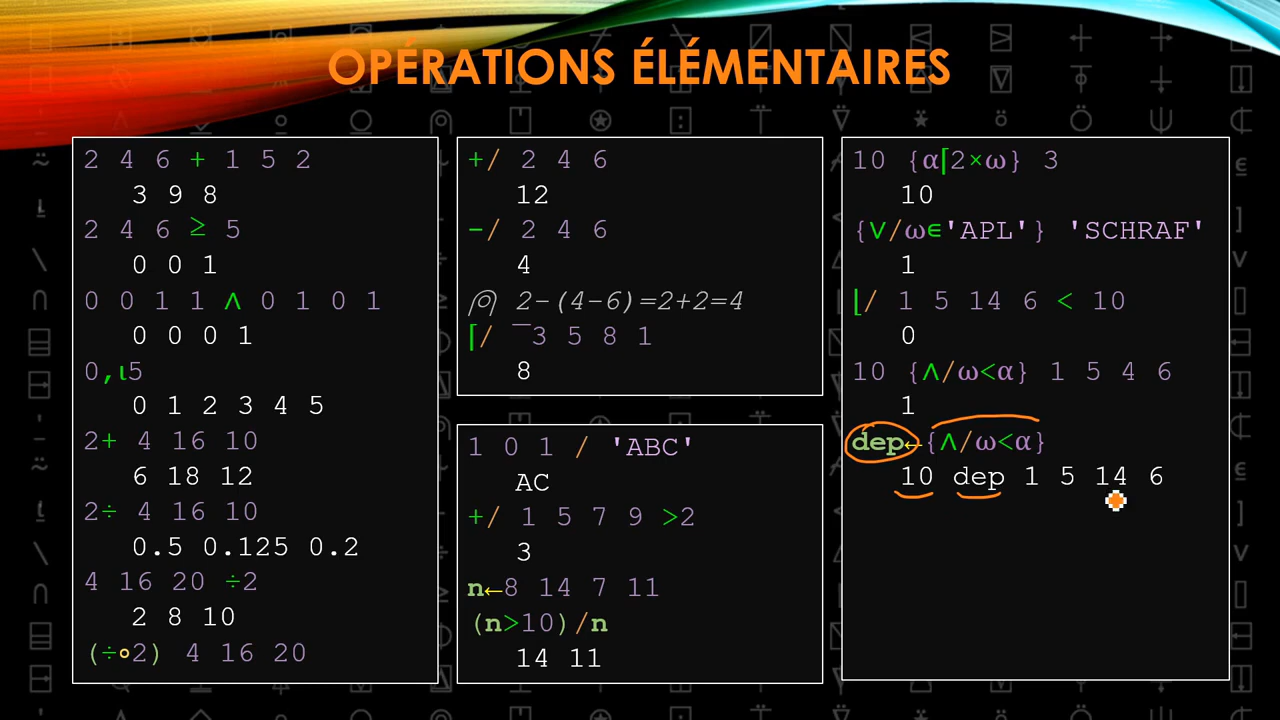 OPÉRATIONS ÉLÉMENTAIRES
2 4 6 + 1 5 2
3 9 8
2 4 6 ≥ 5
0 0 1
0 0 1 1 ∧ 0 1 0 1
0 0 0 1
0,⍳5
0 1 2 3 4 5
2+ 4 16 10
6 18 12
2÷ 4 16 10
0.5 0.125 0.2
4 16 20 ÷2
2 8 10
(÷∘2) 4 16 20
+/ 2 4 6
12
-/ 2 4 6
4
⍝ 2-(4-6)=2+2=4
⌈/ ¯3 5 8 1
8
1 0 1 / 'ABC'
AC
+/ 1 5 7 9 >2
3
n←8 14 7 11
(n>10)/n
14 11
10 {⍺⌈2×⍵} 3
10
{∨/⍵∊'APL'} 'SCHRAF'
1
⌊/ 1 5 14 6 < 10
0
10 {∧/⍵<⍺} 1 5 4 6
1
dep←{∧/⍵<⍺}
10 dep 1 5 14 6